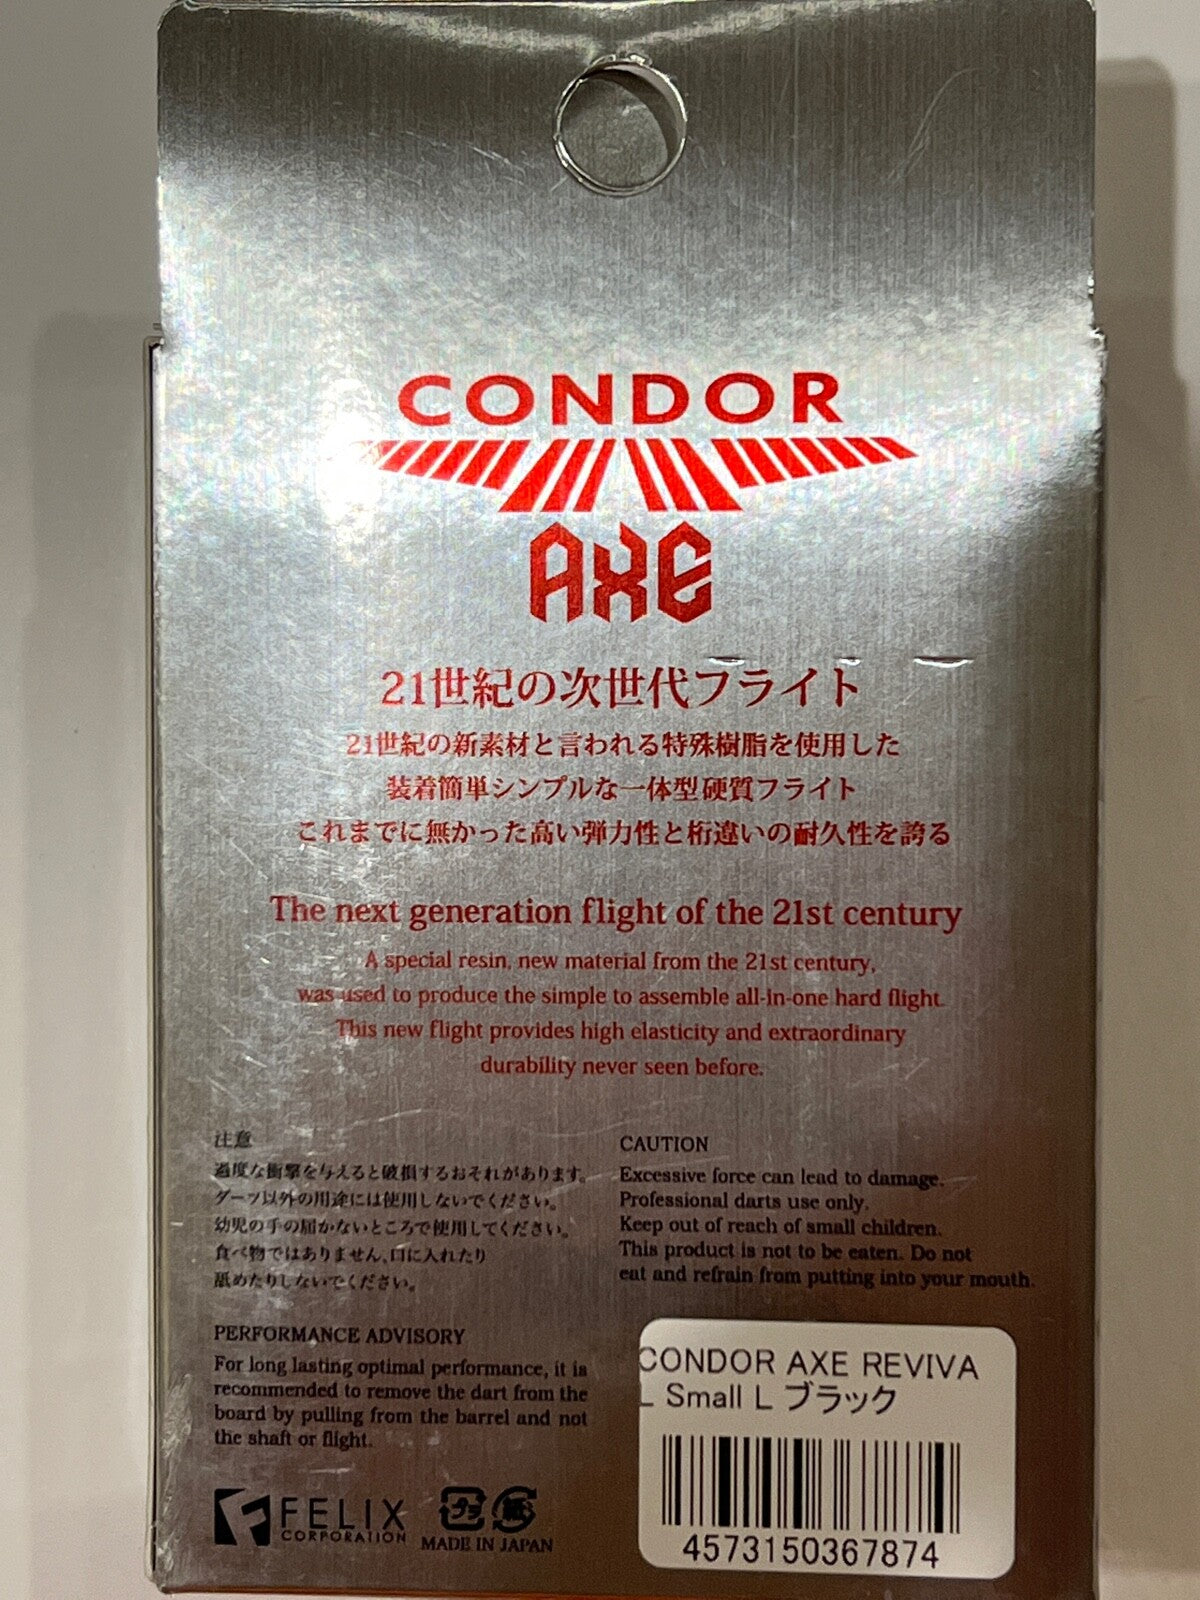 CONDOR
AXE
21世紀の次世代フライト
21世紀の新素材と言われる特殊樹脂を使用した
装着簡単シンプルな一体型硬質フライト
これまでに無かった高い弾力性と桁違いの耐久性を誇る
The next generation flight of the 21st century
A special resin, new material from the 21st century,
was used to produce the simple to assemble all-in-one hard flight.
This new flight provides high elasticity and extraordinary
durability never seen before.
注意
過度な衝撃を与えると破損するおそれがあります。
ダーツ以外の用途には使用しないでください。
幼児の手の届かないところで使用してください。
食べ物ではありません、口に入れたり
舐めたりしないでください。
CAUTION
Excessive force can lead to damage.
Professional darts use only.
Keep out of reach of small children.
This product is not to be eaten. Do not
eat and refrain from putting into your mouth.
PERFORMANCE ADVISORY
For long lasting optimal performance, it is
recommended to remove the dart from the
board by pulling from the barrel and not
the shaft or flight.
FELIX
CORPORATION
プラ 紙
MADE IN JAPAN
CONDOR AXE REVIVA
L Small L ブラック
4573150367874